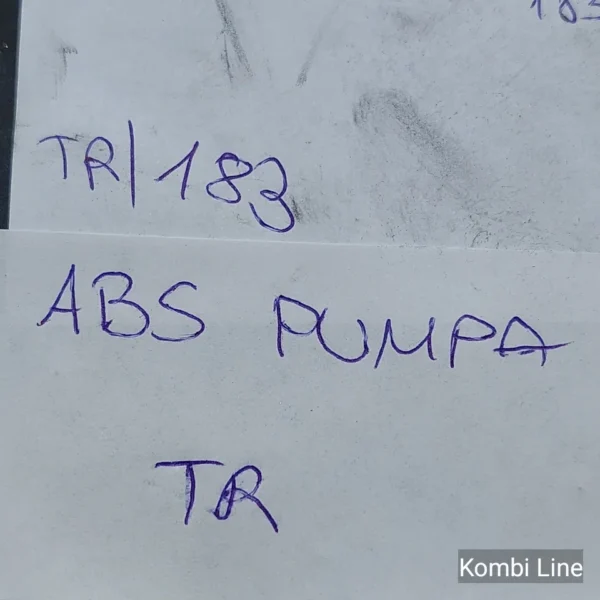 TR/183
ABS PUMPA
TR
Kombi Line